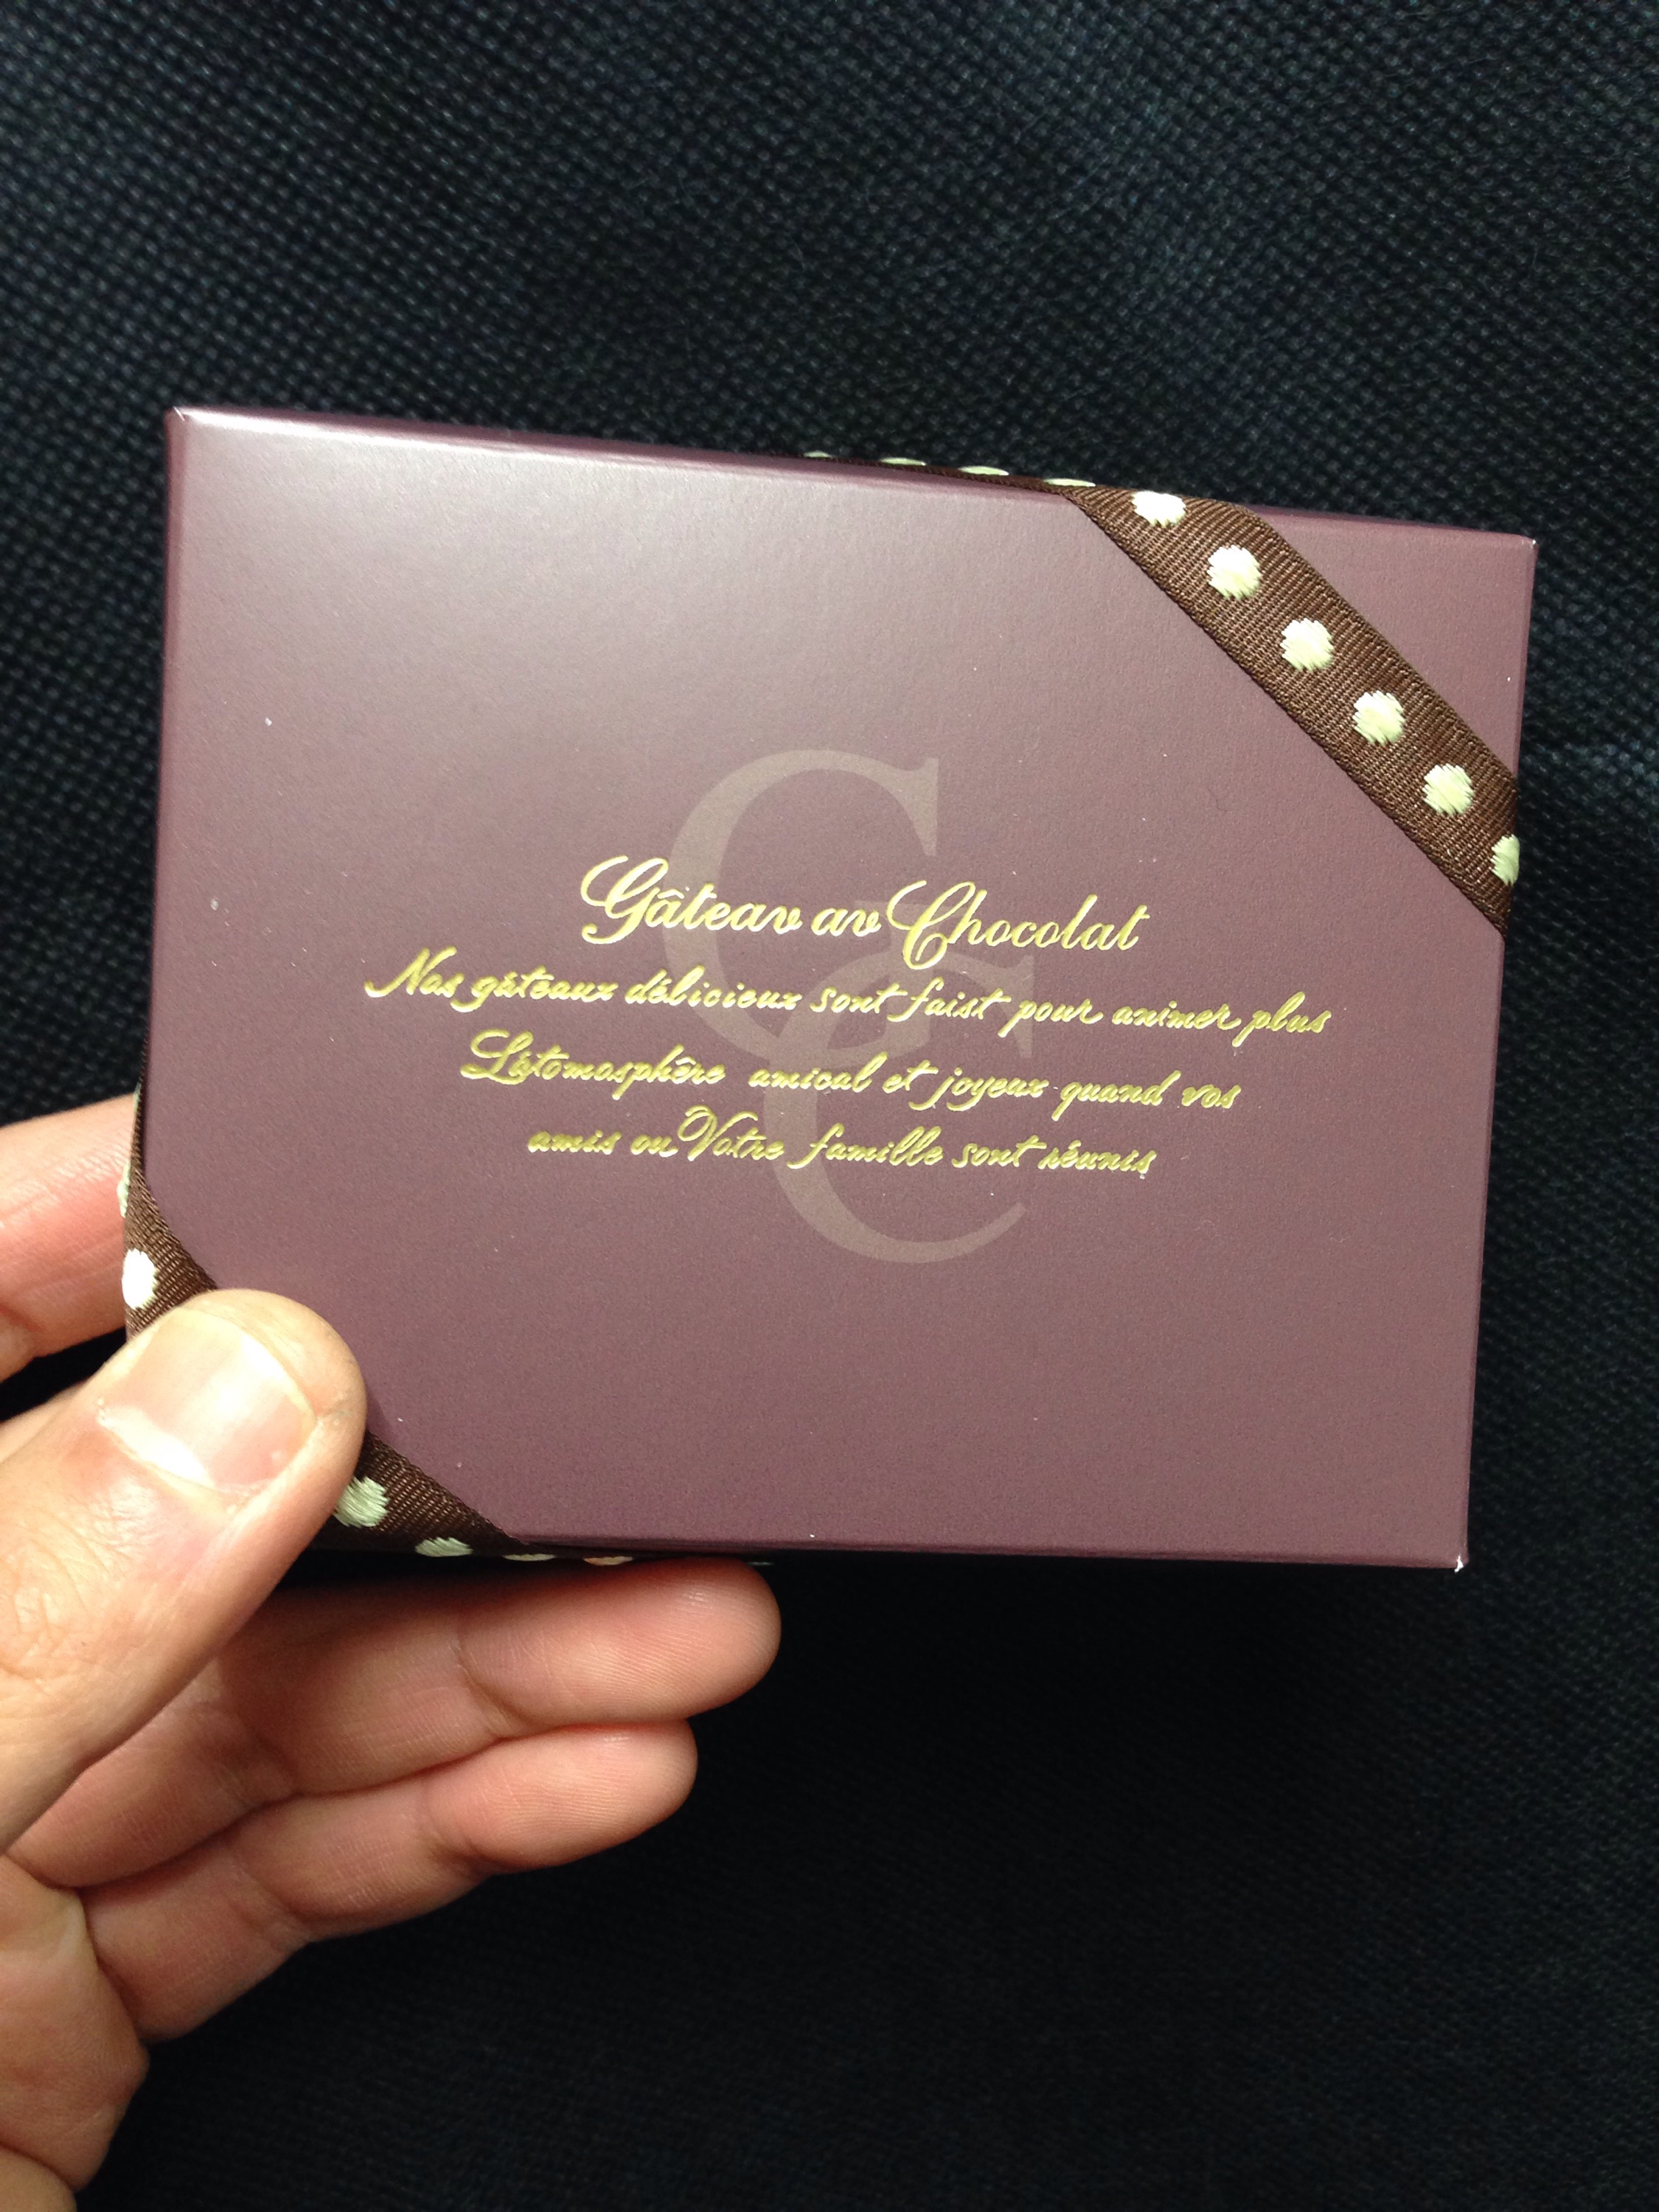 G
C
Gâteau au Chocolat
Nos gâteaux délicieux sont faist pour animer plus
L'átomosphêre amical et joyeux quand vos
amis ou Votre famille sont réunis